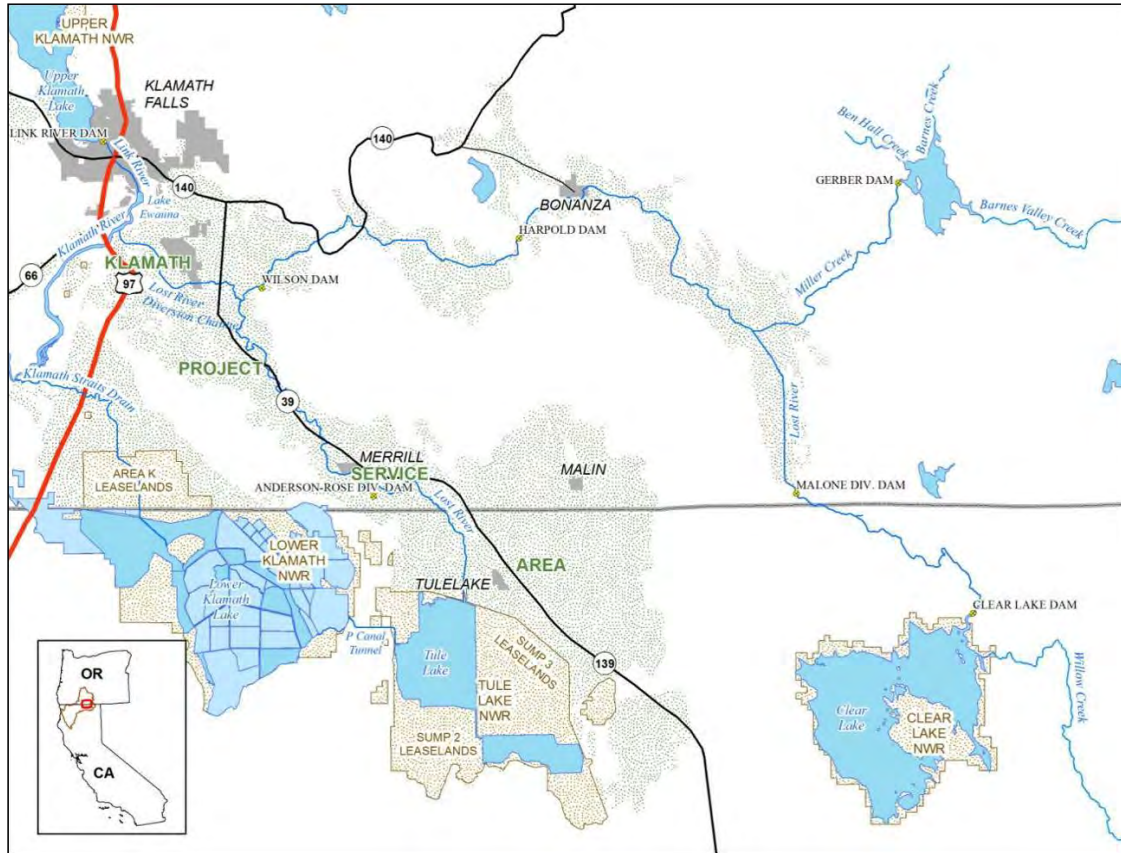 UPPER
KLAMATH NWR
Upper
Klamath
Lake
KLAMATH
FALLS
LINK RIVER DAM
Link River
140
140
Lake
Ewauna
Klamath River
66
KLAMATH
97
Lost River
Diversion Channel
WILSON DAM
BONANZA
HARPOLD DAM
Ben Hall Creek
Barnes Creek
GERBER DAM
Barnes Valley Creek
Miller Creek
Lost River
PROJECT
Klamath Straits Drain
39
MERRILL
SERVICE
MALIN
AREA K
LEASELANDS
ANDERSON-ROSE DIV. DAM
MALONE DIV. DAM
Lost River
LOWER
KLAMATH
NWR
Lower
Klamath
Lake
AREA
TULELAKE
P Canal
Tunnel
Tule
Lake
SUMP 3
LEASELANDS
TULE
LAKE
NWR
SUMP 2
LEASELANDS
139
CLEAR LAKE DAM
Willow Creek
Clear
Lake
CLEAR
LAKE
NWR
OR
CA